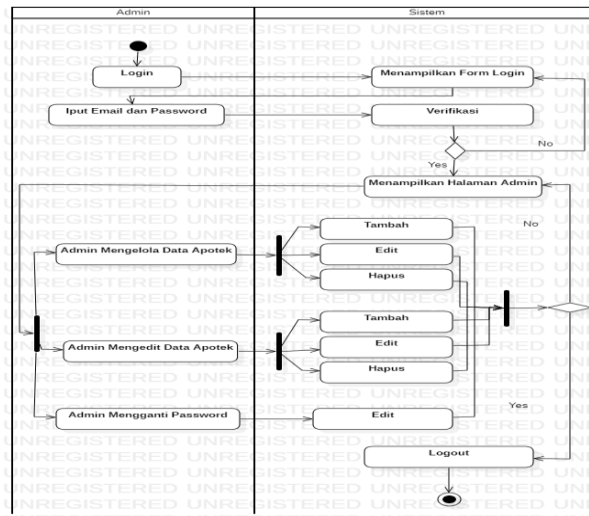 Admin
Sistem
Login
Menampilkan Form Login
Iput Email dan Password
Verifikasi
No
Yes
Menampilkan Halaman Admin
No
Tambah
Admin Mengelola Data Apotek
Edit
Hapus
Tambah
Admin Mengedit Data Apotek
Edit
Hapus
Yes
Admin Mengganti Password
Edit
Logout
UNREGISTERED